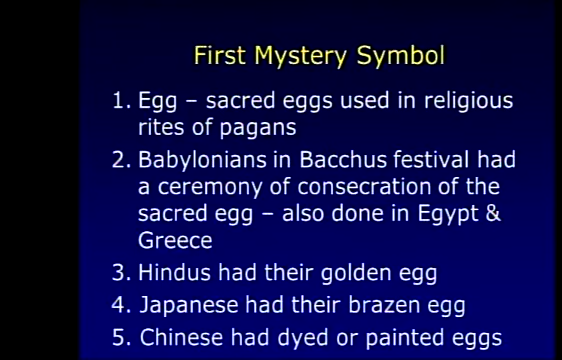 First Mystery Symbol
1. Egg – sacred eggs used in religious
rites of pagans
2. Babylonians in Bacchus festival had
a ceremony of consecration of the
sacred egg – also done in Egypt &
Greece
3. Hindus had their golden egg
4. Japanese had their brazen egg
5. Chinese had dyed or painted eggs